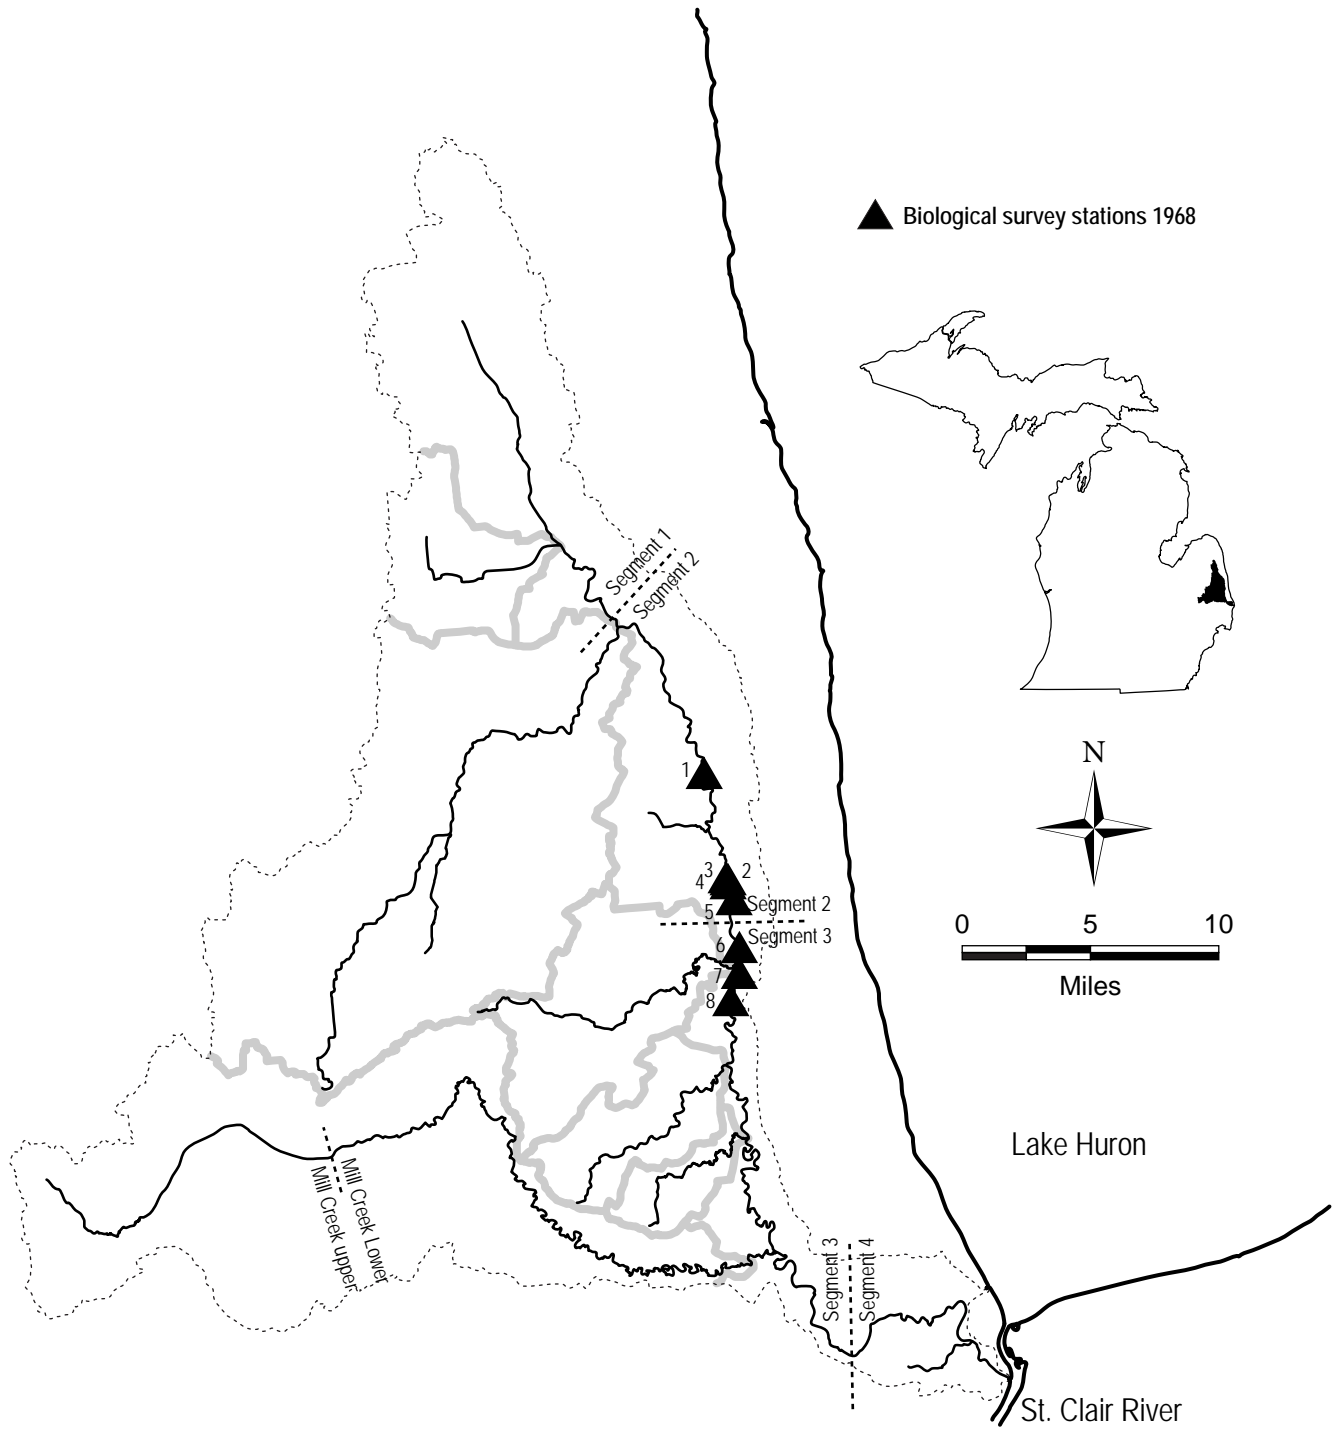 Biological survey stations 1968
Segment 1
Segment 2
N
1
3
2
4
5
Segment 2
Segment 3
6
7
8
0 5 10
Miles
Lake Huron
Mill Creek Lower
Mill Creek upper
Segment 3
Segment 4
St. Clair River